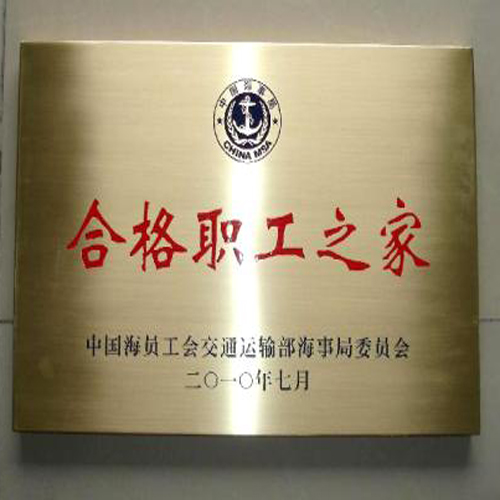 中国海事局
CHINA MSA
合格职工之家
中国海员工会交通运输部海事局委员会
二〇一〇年七月